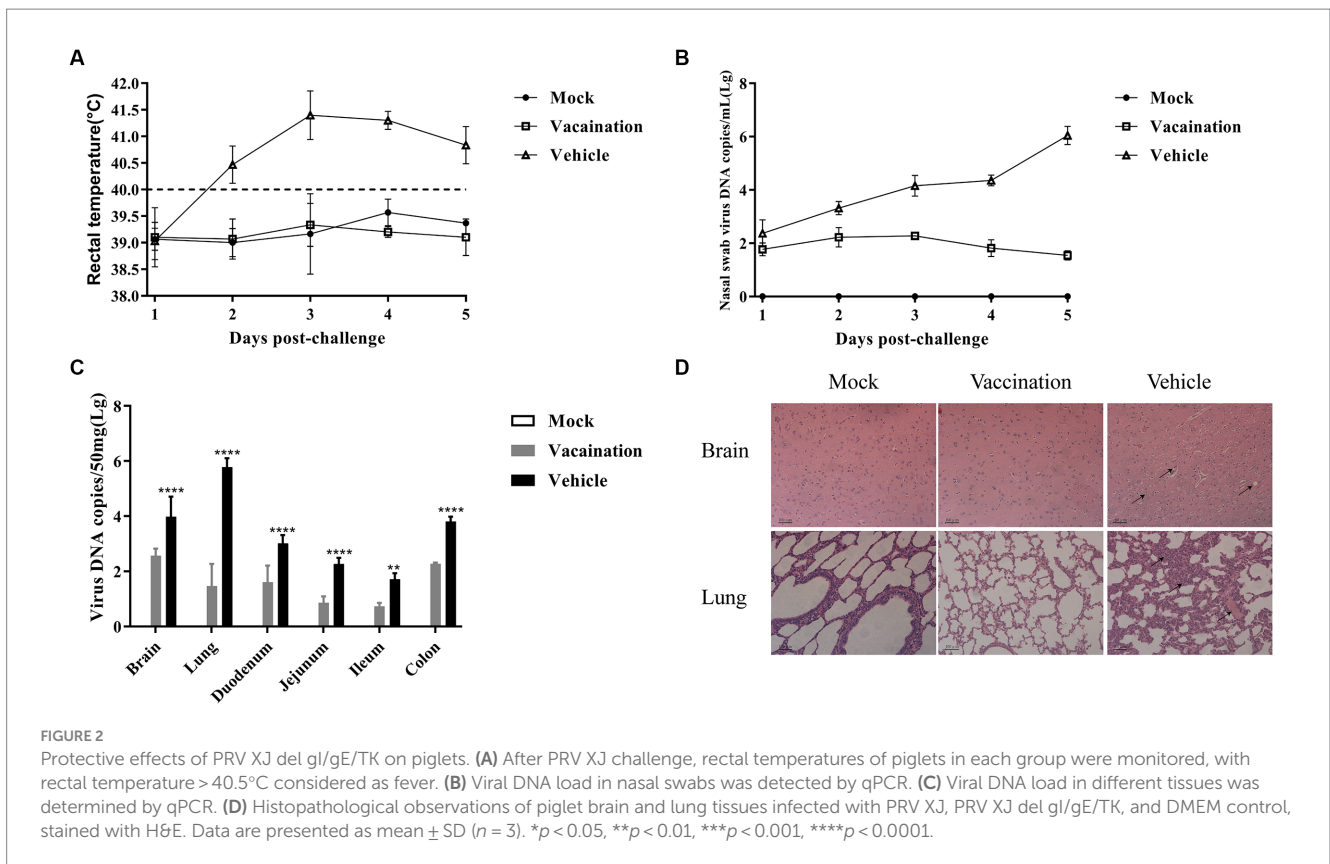 A
42.0
41.5
41.0
40.5
40.0
39.5
39.0
38.5
38.0
Rectal temperature(°C)
1 2 3 4 5
Days post-challenge
Mock
Vacaination
Vehicle
B
8
6
4
2
0
Nasal swab virus DNA copies/mL(Lg)
1 2 3 4 5
Days post-challenge
Mock
Vacaination
Vehicle
C
8
6
4
2
0
Virus DNA copies/50mg(Lg)
**** **** **** **** ** ****
Brain Lung Duodenum Jejunum Ileum Colon
Mock
Vacaination
Vehicle
D
Mock Vaccination Vehicle
Brain
Lung
FIGURE 2
Protective effects of PRV XJ del gI/gE/TK on piglets. (A) After PRV XJ challenge, rectal temperatures of piglets in each group were monitored, with
rectal temperature > 40.5°C considered as fever. (B) Viral DNA load in nasal swabs was detected by qPCR. (C) Viral DNA load in different tissues was
determined by qPCR. (D) Histopathological observations of piglet brain and lung tissues infected with PRV XJ, PRV XJ del gI/gE/TK, and DMEM control,
stained with H&E. Data are presented as mean ± SD (n = 3). *p < 0.05, **p < 0.01, ***p < 0.001, ****p < 0.0001.